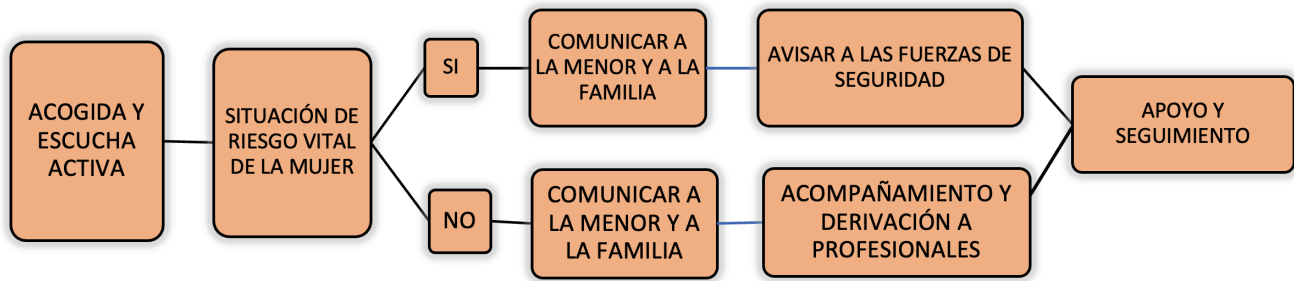 ACOGIDA Y
ESCUCHA
ACTIVA
SITUACIÓN DE
RIESGO VITAL
DE LA MUJER
SI
COMUNICAR A
LA MENOR Y A LA
FAMILIA
AVISAR A LAS FUERZAS DE
SEGURIDAD
NO
COMUNICAR A
LA MENOR Y A
LA FAMILIA
ACOMPAÑAMIENTO Y
DERIVACIÓN A
PROFESIONALES
APOYO Y
SEGUIMIENTO